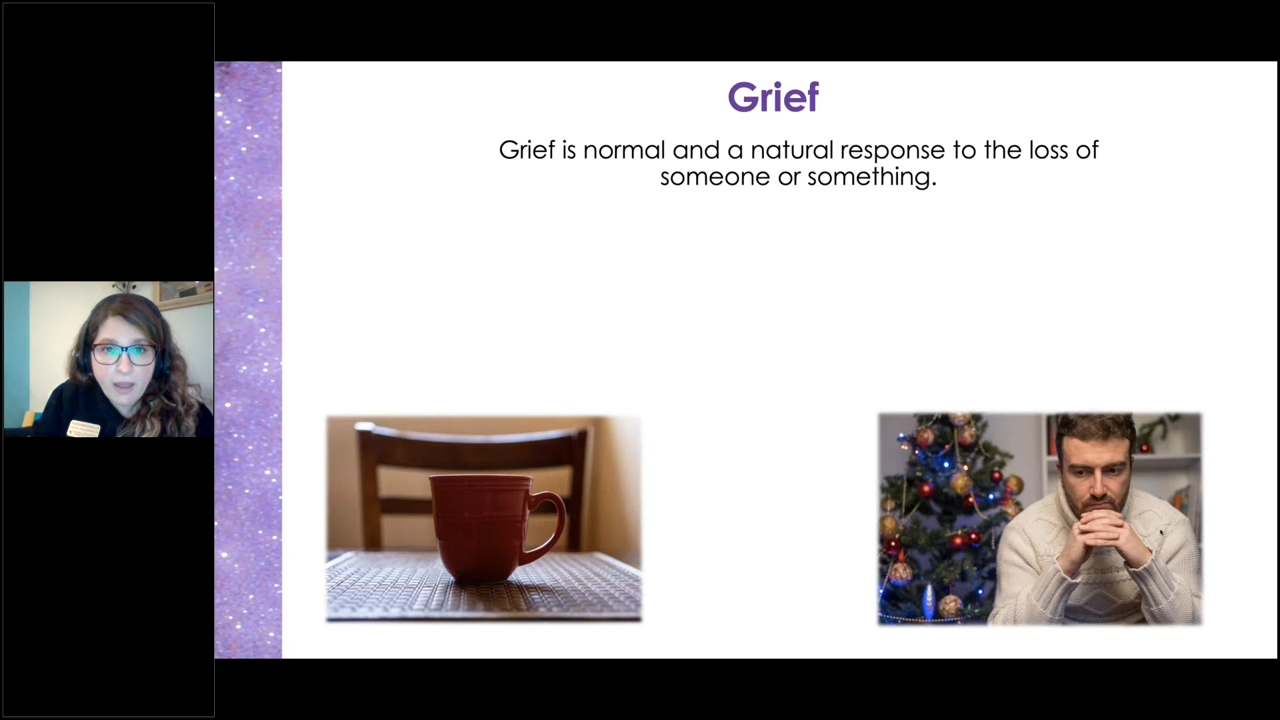 Grief
Grief is normal and a natural response to the loss of
someone or something.